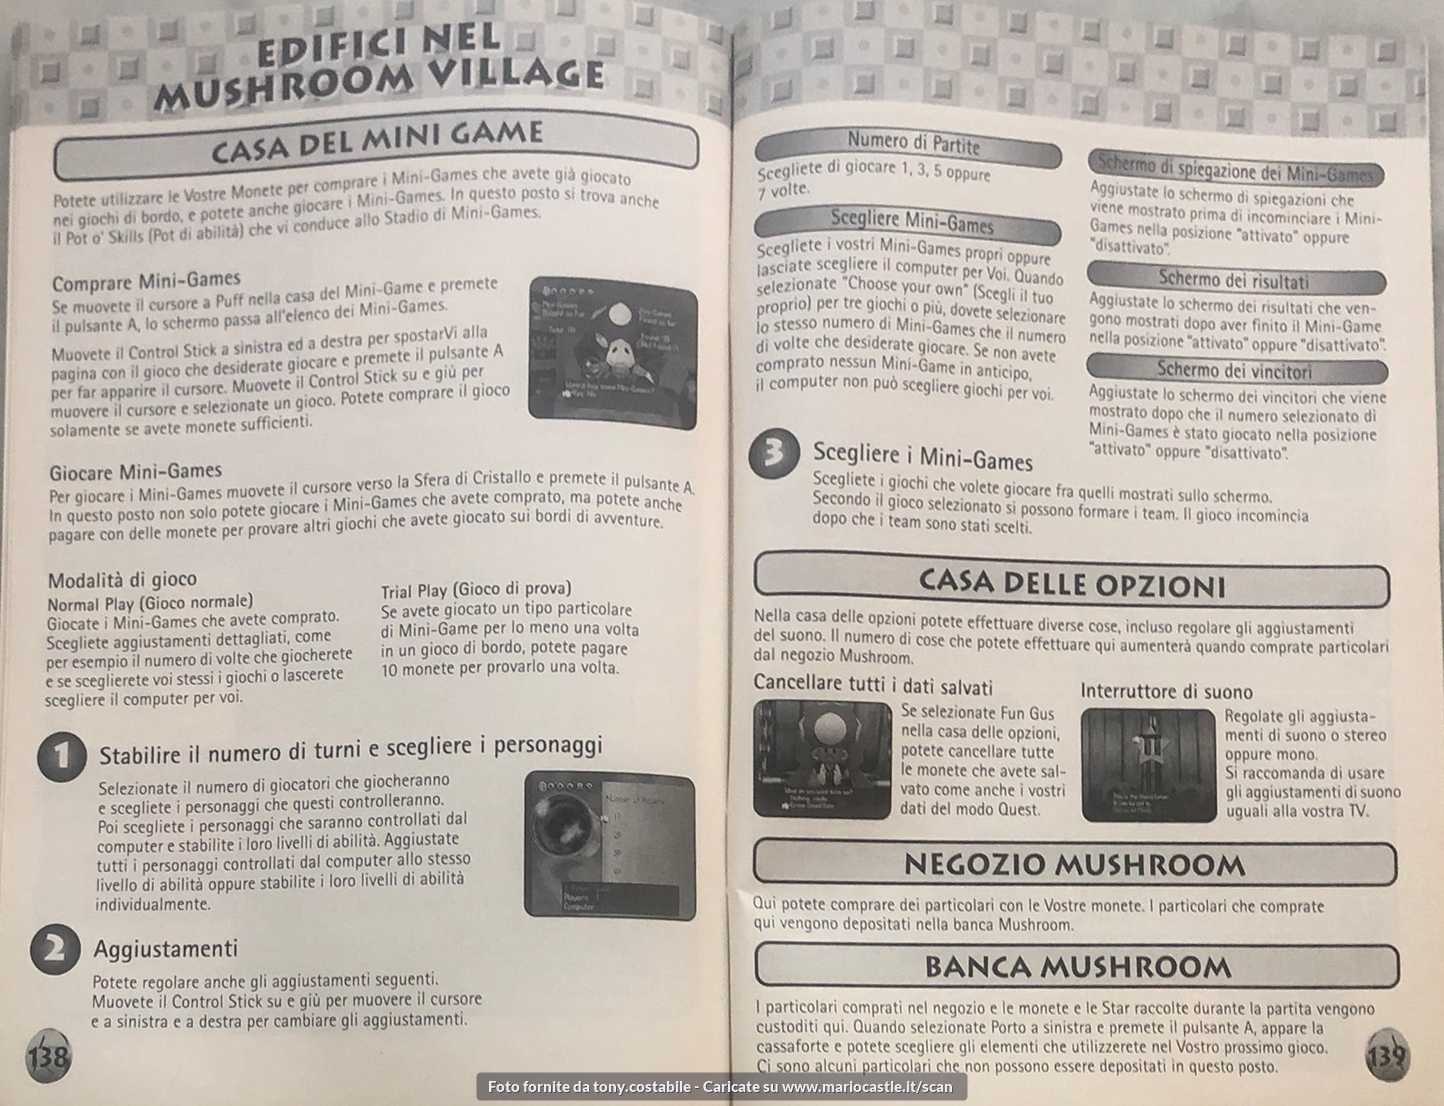 EDIFICI NEL
MUSHROOM VILLAGE
CASA DEL MINI GAME
Potete utilizzare le Vostre Monete per comprare i Mini-Games che avete già giocato
nei giochi di bordo, e potete anche giocare i Mini-Games. In questo posto si trova anche
il Pot o' Skills (Pot di abilità) che vi conduce allo Stadio di Mini-Games.
Comprare Mini-Games
Se muovete il cursore a Puff nella casa del Mini-Game e premete
il pulsante A, lo schermo passa all'elenco dei Mini-Games.
Muovete il Control Stick a sinistra ed a destra per spostarVi alla
pagina con il gioco che desiderate giocare e premete il pulsante A
per far apparire il cursore. Muovete il Control Stick su e giù per
muovere il cursore e selezionate un gioco. Potete comprare il gioco
solamente se avete monete sufficienti.
Giocare Mini-Games
Per giocare i Mini-Games muovete il cursore verso la Sfera di Cristallo e premete il pulsante A.
In questo posto non solo potete giocare i Mini-Games che avete comprato, ma potete anche
pagare con delle monete per provare altri giochi che avete giocato sui bordi di avventure.
Modalità di gioco
Normal Play (Gioco normale)
Giocate i Mini-Games che avete comprato.
Scegliete aggiustamenti dettagliati, come
per esempio il numero di volte che giocherete
e se sceglierete voi stessi i giochi o lascerete
scegliere il computer per voi.
Trial Play (Gioco di prova)
Se avete giocato un tipo particolare
di Mini-Game per lo meno una volta
in un gioco di bordo, potete pagare
10 monete per provarlo una volta.
1 Stabilire il numero di turni e scegliere i personaggi
Selezionate il numero di giocatori che giocheranno
e scegliete i personaggi che questi controlleranno.
Poi scegliete i personaggi che saranno controllati dal
computer e stabilite i loro livelli di abilità. Aggiustate
tutti i personaggi controllati dal computer allo stesso
livello di abilità oppure stabilite i loro livelli di abilità
individualmente.
Players
Computer
2 Aggiustamenti
Potete regolare anche gli aggiustamenti seguenti.
Muovete il Control Stick su e giù per muovere il cursore
e a sinistra e a destra per cambiare gli aggiustamenti.
138
Numero di Partite
Scegliete di giocare 1, 3, 5 oppure
7 volte.
Scegliere Mini-Games
Scegliete i vostri Mini-Games propri oppure
lasciate scegliere il computer per Voi. Quando
selezionate "Choose your own" (Scegli il tuo
proprio) per tre giochi o più, dovete selezionare
lo stesso numero di Mini-Games che il numero
di volte che desiderate giocare. Se non avete
comprato nessun Mini-Game in anticipo,
il computer non può scegliere giochi per voi.
Schermo di spiegazione dei Mini-Games
Aggiustate lo schermo di spiegazioni che
viene mostrato prima di incominciare i Mini-
Games nella posizione "attivato" oppure
"disattivato".
Schermo dei risultati
Aggiustate lo schermo dei risultati che ven-
gono mostrati dopo aver finito il Mini-Game
nella posizione "attivato" oppure "disattivato".
Schermo dei vincitori
Aggiustate lo schermo dei vincitori che viene
mostrato dopo che il numero selezionato di
Mini-Games è stato giocato nella posizione
"attivato" oppure "disattivato".
3 Scegliere i Mini-Games
Scegliete i giochi che volete giocare fra quelli mostrati sullo schermo.
Secondo il gioco selezionato si possono formare i team. Il gioco incomincia
dopo che i team sono stati scelti.
CASA DELLE OPZIONI
Nella casa delle opzioni potete effettuare diverse cose, incluso regolare gli aggiustamenti
del suono. Il numero di cose che potete effettuare qui aumenterà quando comprate particolari
dal negozio Mushroom.
Cancellare tutti i dati salvati
Se selezionate Fun Gus
nella casa delle opzioni,
potete cancellare tutte
le monete che avete sal-
vato come anche i vostri
dati del modo Quest.
Interruttore di suono
Regolate gli aggiusta-
menti di suono o stereo
oppure mono.
Si raccomanda di usare
gli aggiustamenti di suono
uguali alla vostra TV.
NEGOZIO MUSHROOM
Qui potete comprare dei particolari con le Vostre monete. I particolari che comprate
qui vengono depositati nella banca Mushroom.
BANCA MUSHROOM
I particolari comprati nel negozio e le monete e le Star raccolte durante la partita vengono
custoditi qui. Quando selezionate Porto a sinistra e premete il pulsante A, appare la
cassaforte e potete scegliere gli elementi che utilizzerete nel Vostro prossimo gioco.
Ci sono alcuni particolari che non possono essere depositati in questo posto.
139
Foto fornite da tony.costabile - Caricate su www.mariocastle.it/scan